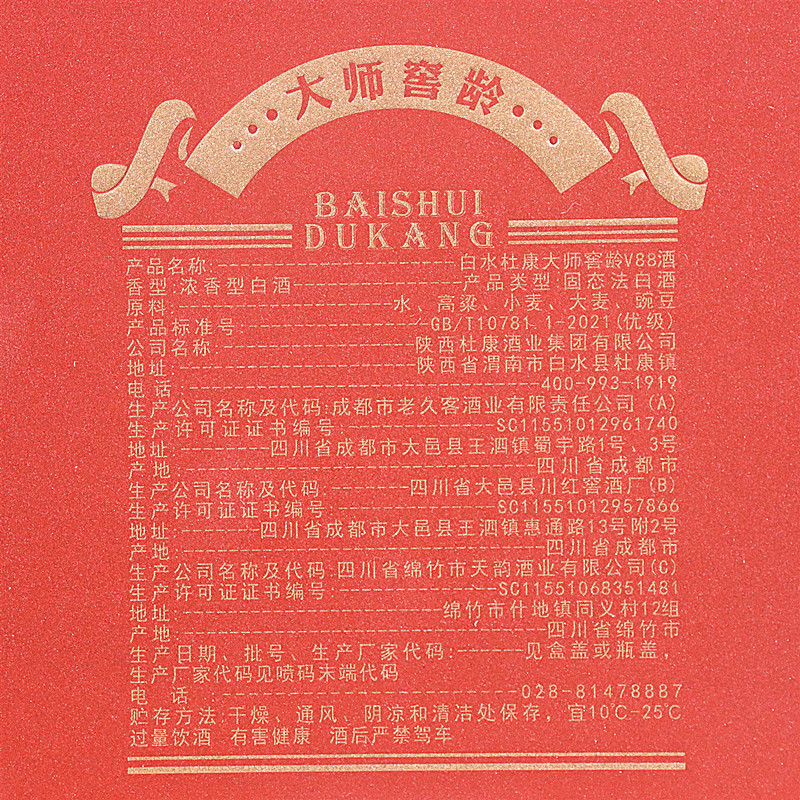 大师窖龄
BAISHUI
DUKANG
产品名称:白水杜康大师窖龄V88酒
香型:浓香型白酒 产品类型:固态法白酒
原料:水、高粱、小麦、大麦、豌豆
产品标准号:GB/T10781.1-2021(优级)
公司名称:陕西杜康酒业集团有限公司
地址:陕西省渭南市白水县杜康镇
电话:400-993-1919
生产公司名称及代码:成都市老久客酒业有限责任公司(A)
生产许可证证书编号:SC11551012961740
地址:四川省成都市大邑县王泗镇蜀宇路1号、3号
产地:四川省成都市
生产公司名称及代码:四川省大邑县川红窖酒厂(B)
生产许可证证书编号:SC11551012957866
地址:四川省成都市大邑县王泗镇惠通路13号附2号
产地:四川省成都市
生产公司名称及代码:四川省绵竹市天韵酒业有限公司(C)
生产许可证证书编号:SC11551068351481
地址:绵竹市什地镇同义村12组
产地:四川省绵竹市
生产日期、批号、生产厂家代码:见盒盖或瓶盖,
生产厂家代码见喷码末端代码
电话:028-81478887
贮存方法:干燥、通风、阴凉和清洁处保存,宜10℃-25℃
过量饮酒 有害健康 酒后严禁驾车